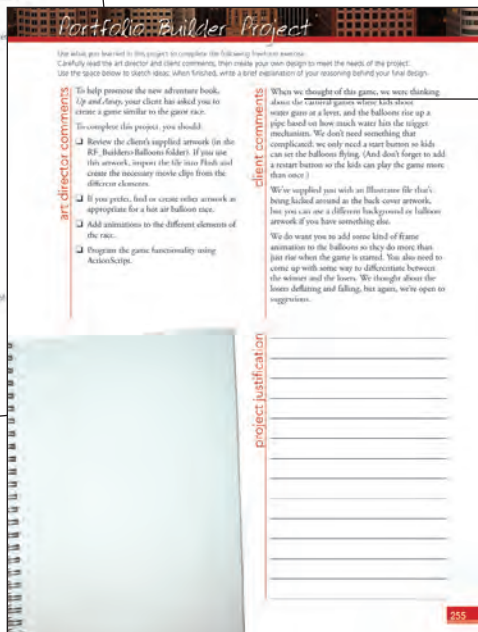 Portfolio Builder Project
Use what you learned in this project to complete the following freeform exercise.
Carefully read the art director and client comments, then create your own design to meet the needs of the project.
Use the space below to sketch ideas. When finished, write a brief explanation of your reasoning behind your final design.
art director comments
To help promote the new adventure book,
Up and Away, your client has asked you to
create a game similar to the gator race.
To complete this project, you should:
❑ Review the client's supplied artwork (in the
RF_Builders>Balloons folder). If you use
this artwork, import the file into Flash and
create the necessary movie clips from the
different elements.
❑ If you prefer, find or create other artwork as
appropriate for a hot air balloon race.
❑ Add animations to the different elements of
the race.
❑ Program the game functionality using
ActionScript.
client comments
When we thought of this game, we were thinking
about the carnival games where kids shoot
water guns at a lever, and the balloons rise up a
pipe based on how much water hits the trigger
mechanism. We don't need something that
complicated; we only need a start button so kids
can set the balloons flying. (And don't forget to add
a restart button so the kids can play the game more
than once.)
We've supplied you with an Illustrator file that's
being kicked around as the back cover artwork,
but you can use a different background or balloon
artwork if you have something else.
We do want you to add some kind of frame
animation to the balloons so they do more than
just rise when the game is started. You also need to
come up with some way to differentiate between
the winner and the losers. We thought about the
losers deflating and falling, but again, we're open to
suggestions.
project justification
255